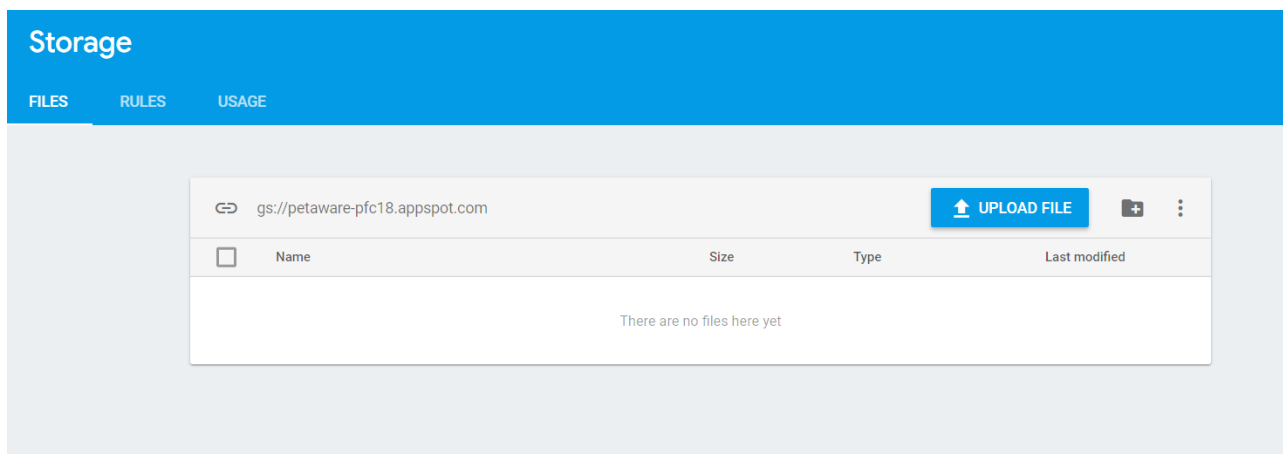 Storage
FILES RULES USAGE
gs://petaware-pfc18.appspot.com UPLOAD FILE
Name Size Type Last modified
There are no files here yet